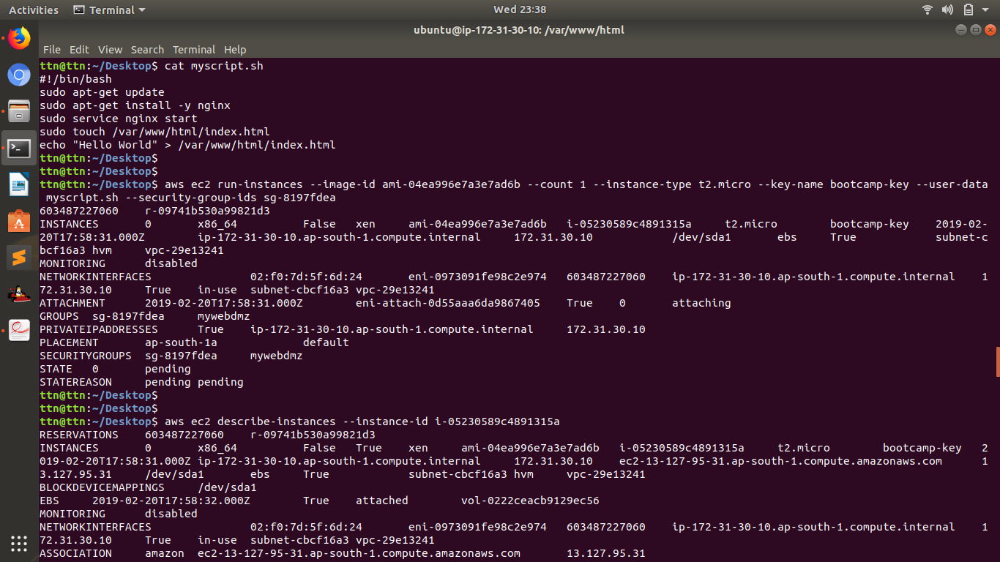 Activities Terminal Wed 23:38
ubuntu@ip-172-31-30-10: /var/www/html
File Edit View Search Terminal Help
ttn@ttn:~/Desktop$ cat myscript.sh
#!/bin/bash
sudo apt-get update
sudo apt-get install -y nginx
sudo service nginx start
sudo touch /var/www/html/index.html
echo "Hello World" > /var/www/html/index.html
ttn@ttn:~/Desktop$
ttn@ttn:~/Desktop$
ttn@ttn:~/Desktop$ aws ec2 run-instances --image-id ami-04ea996e7a3e7ad6b --count 1 --instance-type t2.micro --key-name bootcamp-key --user-data
 myscript.sh --security-group-ids sg-8197fdea
603487227060 r-09741b530a99821d3
INSTANCES 0 x86_64 False xen ami-04ea996e7a3e7ad6b i-05230589c4891315a t2.micro bootcamp-key 2019-02-
20T17:58:31.000Z ip-172-31-30-10.ap-south-1.compute.internal 172.31.30.10 /dev/sda1 ebs True subnet-c
bcf16a3 hvm vpc-29e13241
MONITORING disabled
NETWORKINTERFACES 02:f0:7d:5f:6d:24 eni-0973091fe98c2e974 603487227060 ip-172-31-30-10.ap-south-1.compute.internal 1
72.31.30.10 True in-use subnet-cbcf16a3 vpc-29e13241
ATTACHMENT 2019-02-20T17:58:31.000Z eni-attach-0d55aaa6da9867405 True 0 attaching
GROUPS sg-8197fdea mywebdmz
PRIVATEIPADDRESSES True ip-172-31-30-10.ap-south-1.compute.internal 172.31.30.10
PLACEMENT ap-south-1a default
SECURITYGROUPS sg-8197fdea mywebdmz
STATE 0 pending
STATEREASON pending pending
ttn@ttn:~/Desktop$
ttn@ttn:~/Desktop$
ttn@ttn:~/Desktop$ aws ec2 describe-instances --instance-id i-05230589c4891315a
RESERVATIONS 603487227060 r-09741b530a99821d3
INSTANCES 0 x86_64 False True xen ami-04ea996e7a3e7ad6b i-05230589c4891315a t2.micro bootcamp-key 2
019-02-20T17:58:31.000Z ip-172-31-30-10.ap-south-1.compute.internal 172.31.30.10 ec2-13-127-95-31.ap-south-1.compute.amazonaws.com 1
3.127.95.31 /dev/sda1 ebs True subnet-cbcf16a3 hvm vpc-29e13241
BLOCKDEVICEMAPPINGS /dev/sda1
EBS 2019-02-20T17:58:32.000Z True attached vol-0222ceacb9129ec56
MONITORING disabled
NETWORKINTERFACES 02:f0:7d:5f:6d:24 eni-0973091fe98c2e974 603487227060 ip-172-31-30-10.ap-south-1.compute.internal 1
72.31.30.10 True in-use subnet-cbcf16a3 vpc-29e13241
ASSOCIATION amazon ec2-13-127-95-31.ap-south-1.compute.amazonaws.com 13.127.95.31